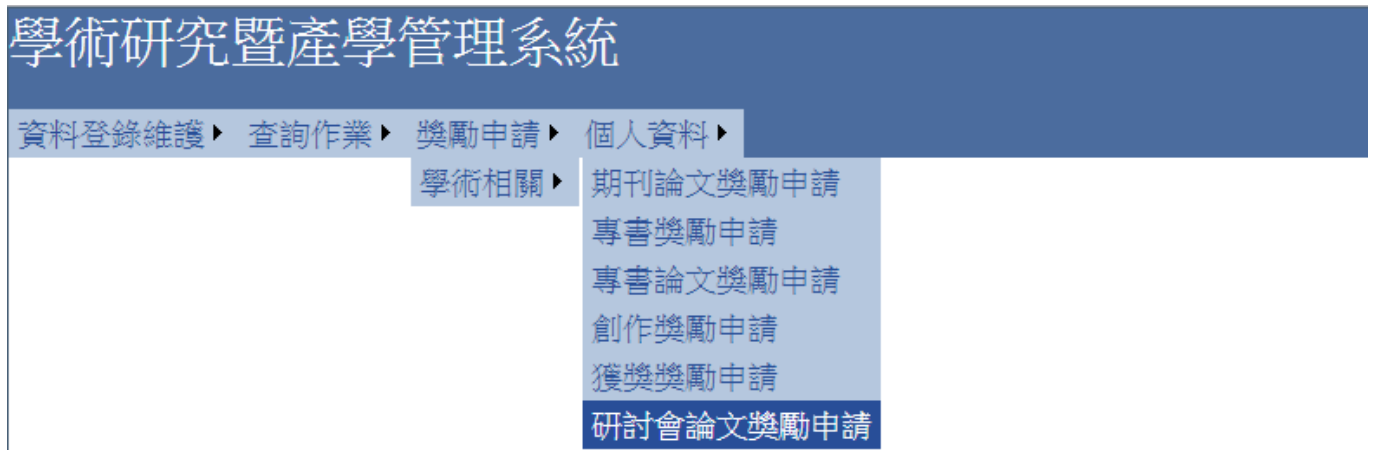 學術研究暨產學管理系統
資料登錄維護 查詢作業 獎勵申請 個人資料
學術相關 期刊論文獎勵申請
專書獎勵申請
專書論文獎勵申請
創作獎勵申請
獲獎獎勵申請
研討會論文獎勵申請